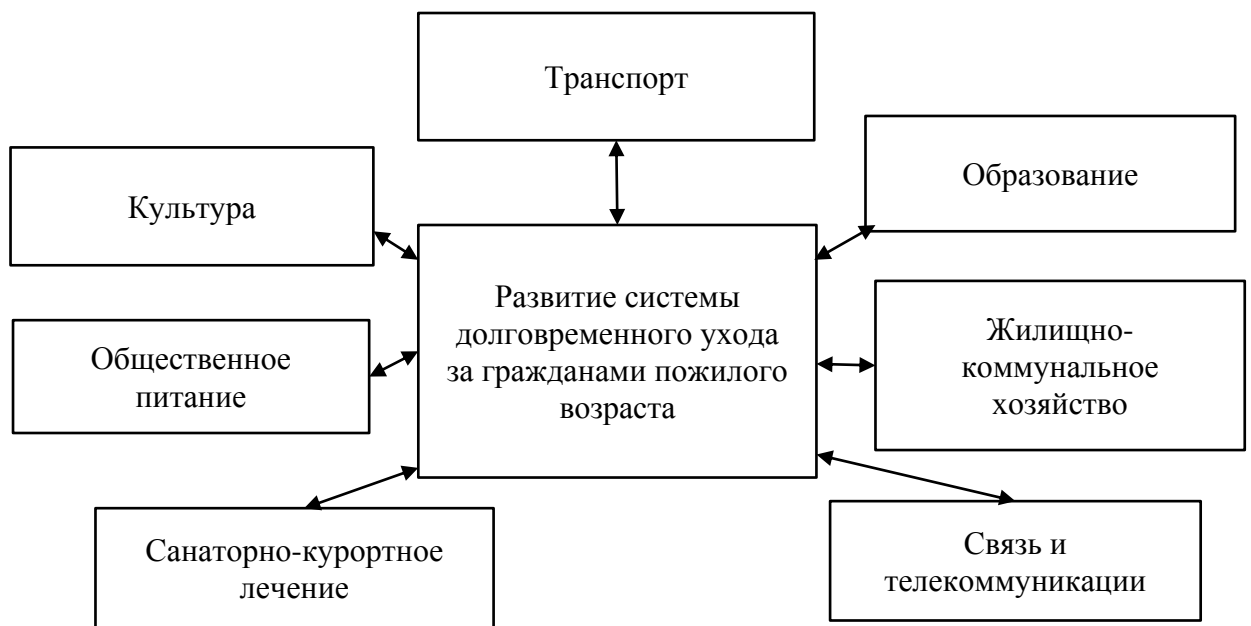 Транспорт
Культура
Образование
Развитие системы
долговременного ухода
за гражданами пожилого
возраста
Общественное
питание
Жилищно-
коммунальное
хозяйство
Санаторно-курортное
лечение
Связь и
телекоммуникации